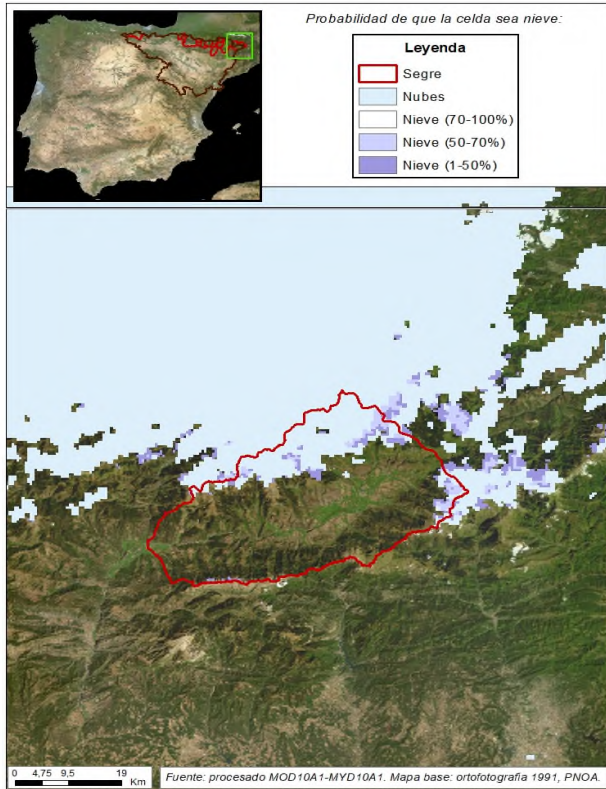 Probabilidad de que la celda sea nieve:
Leyenda
Segre
Nubes
Nieve (70-100%)
Nieve (50-70%)
Nieve (1-50%)
0 4,75 9,5 19
Km
Fuente: procesado MOD10A1-MYD10A1. Mapa base: ortofotografia 1991, PNOA.